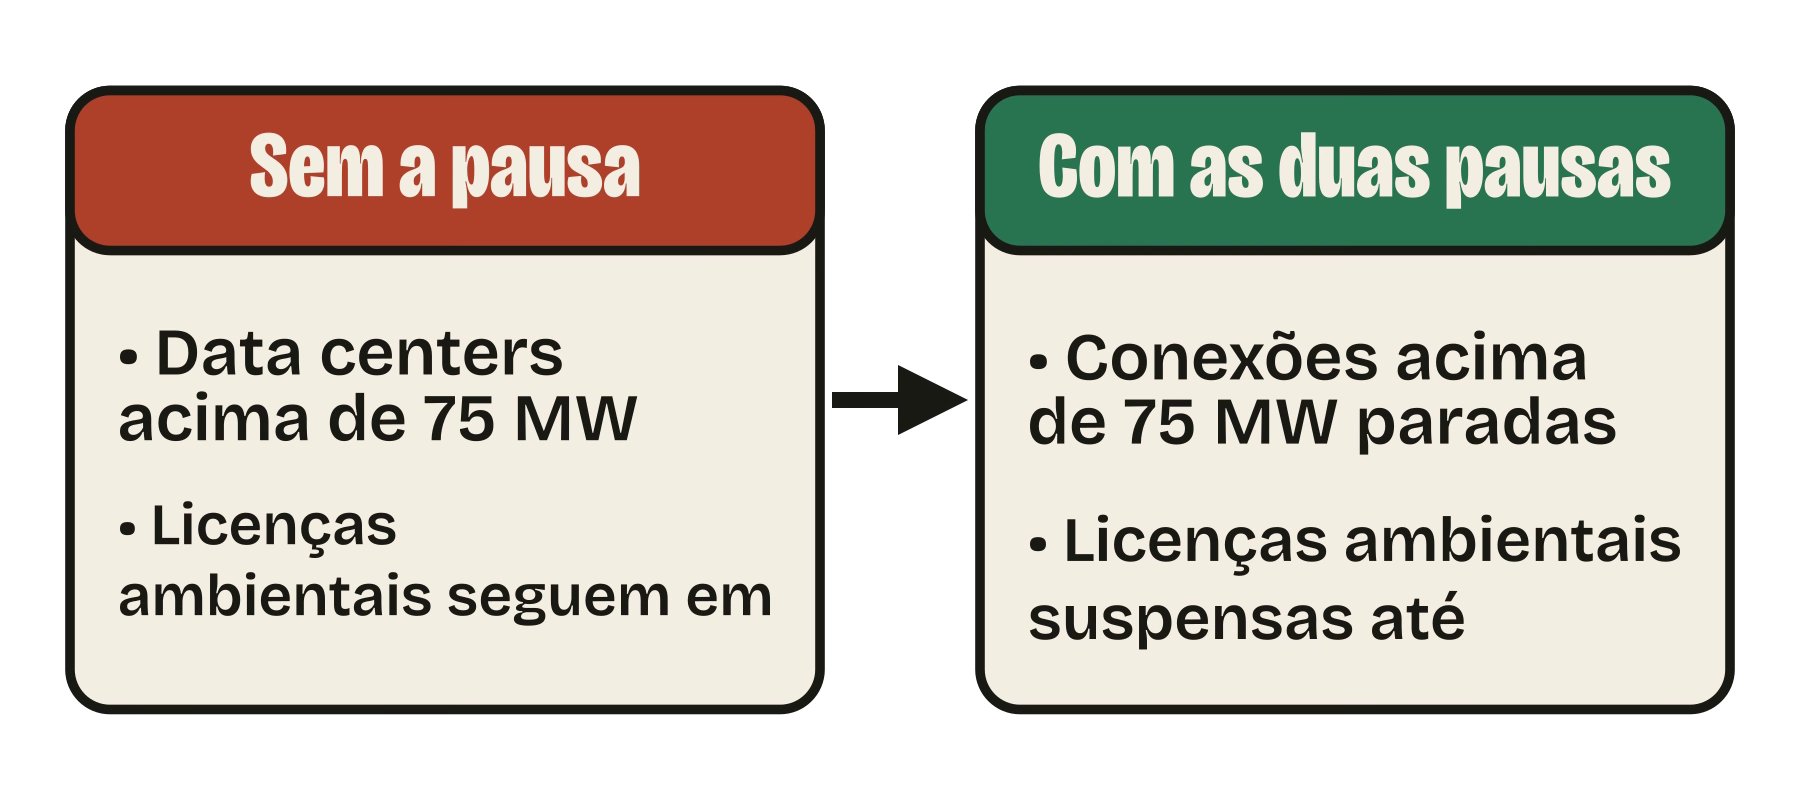 Sem a pausa
• Data centers
acima de 75 MW
• Licenças
ambientais seguem em
Com as duas pausas
• Conexões acima
de 75 MW paradas
• Licenças ambientais
suspensas até